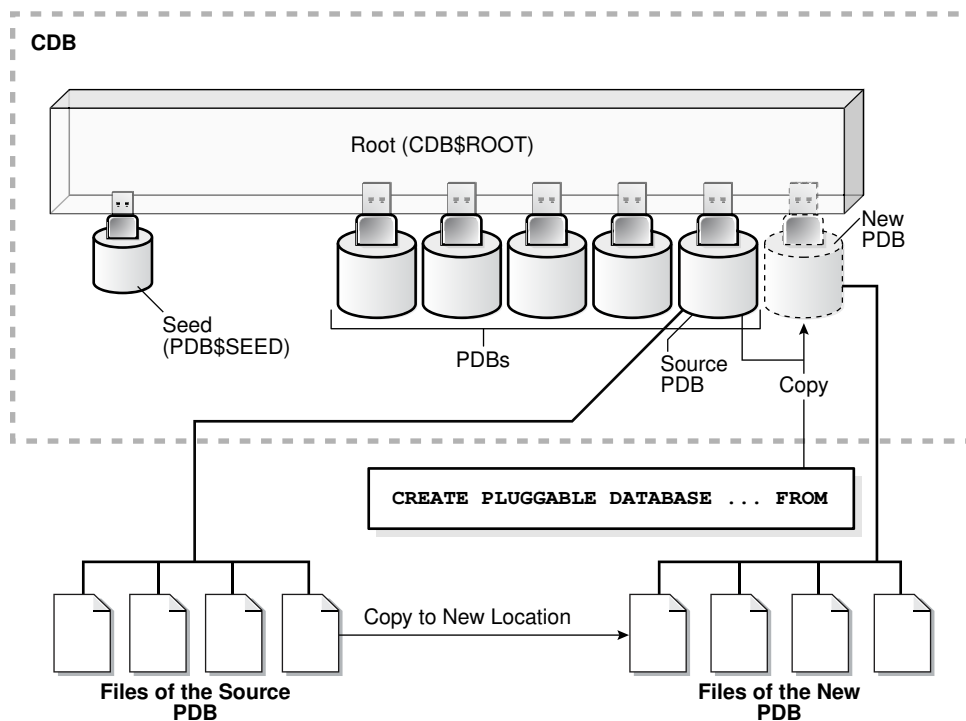 CDB
Root (CDB$ROOT)
New
PDB
Seed
(PDB$SEED)
PDBs
Source
PDB
Copy
CREATE PLUGGABLE DATABASE ... FROM
Copy to New Location
Files of the Source
PDB
Files of the New
PDB